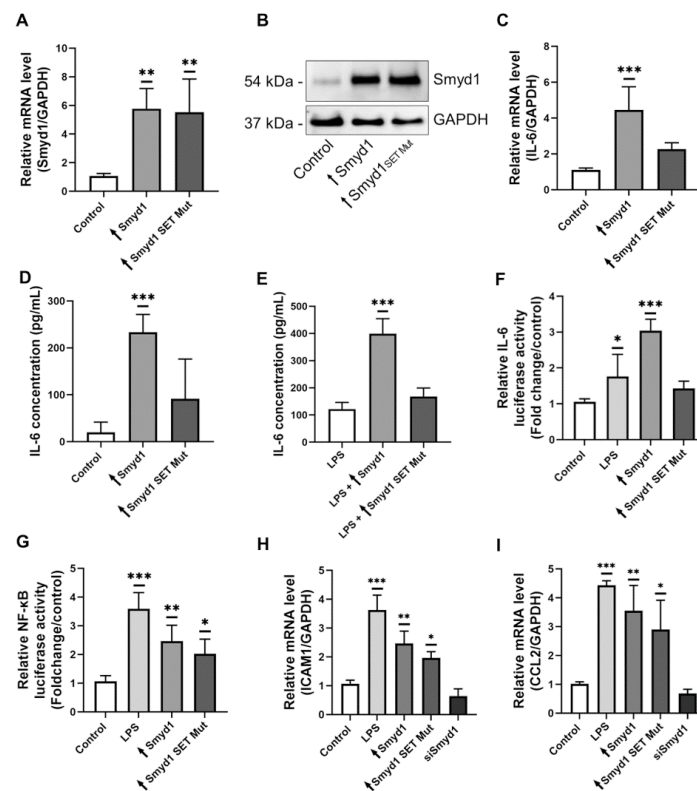 A
Relative mRNA level
(Smyd1/GAPDH)
10
8
6
4
2
0
**
**
Control
↑ Smyd1
↑ Smyd1 SET Mut
B
54 kDa -
37 kDa -
Smyd1
GAPDH
Control
↑ Smyd1
↑ Smyd1 SET Mut
C
Relative mRNA level
(IL-6/GAPDH)
8
6
4
2
0
***
Control
↑ Smyd1
↑ Smyd1 SET Mut
D
IL-6 concentration (pg/mL)
300
200
100
0
***
Control
↑ Smyd1
↑ Smyd1 SET Mut
E
IL-6 concentration (pg/mL)
500
400
300
200
100
0
***
LPS
LPS + ↑ Smyd1
LPS + ↑ Smyd1 SET Mut
F
Relative IL-6
luciferase activity
(Fold change/control)
4
3
2
1
0
*
***
Control
LPS
↑ Smyd1
↑ Smyd1 SET Mut
G
Relative NF-κB
luciferase activity
(Foldchange/control)
5
4
3
2
1
0
***
**
*
Control
LPS
↑ Smyd1
↑ Smyd1 SET Mut
H
Relative mRNA level
(ICAM1/GAPDH)
5
4
3
2
1
0
***
**
*
Control
LPS
↑ Smyd1
↑ Smyd1 SET Mut
siSmyd1
I
Relative mRNA level
(CCL2/GAPDH)
5
4
3
2
1
0
***
**
*
Control
LPS
↑ Smyd1
↑ Smyd1 SET Mut
siSmyd1